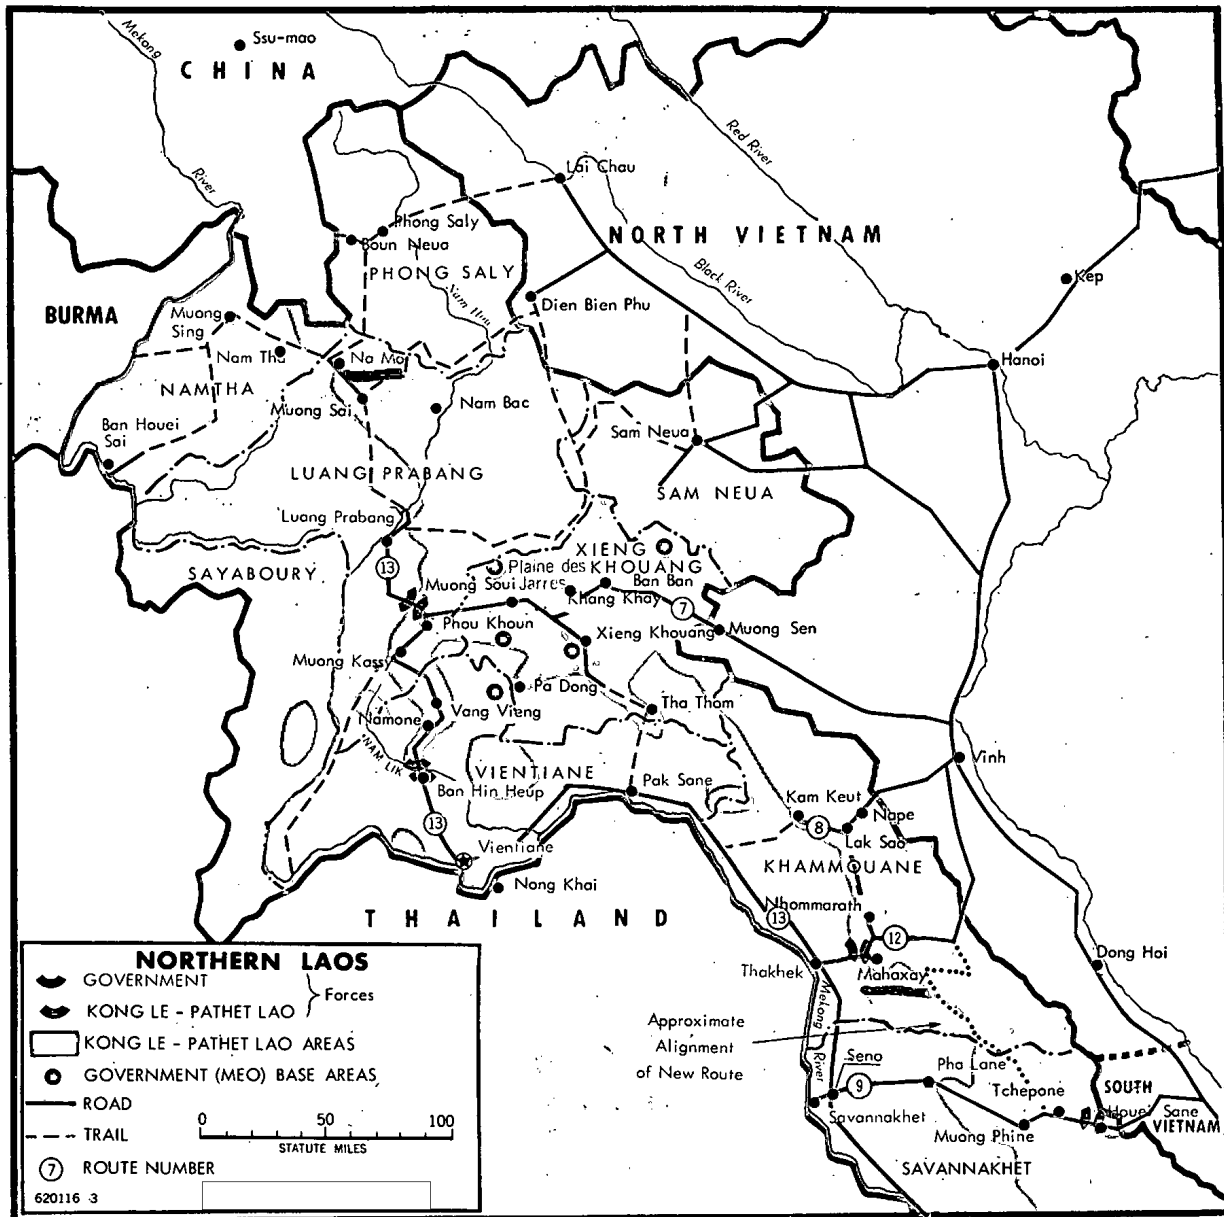 Mekong
Ssu-mao
CHINA
River
Red River
Lai Chau
Phong Saly
Boun Neua
NORTH VIETNAM
PHONG SALY
Black River
Kep
Nam Hou
BURMA
Dien Bien Phu
Muong
Sing
Nam Tha
Na Mo
Hanoi
NAMTHA
Muong Sai
Nam Bac
Ban Houei
Sai
Sam Neua
LUANG PRABANG
SAM NEUA
Luang Prabang
XIENG
KHOUANG
Plaine des
Jarres
SAYABOURY
13
Muong Soui
Ban Ban
Khang Khay
7
Phou Khoun
Xieng Khouang
Muong Sen
Muong Kassy
Pa Dong
Tha Thom
Namone
Vang Vieng
NAM LIK
Vinh
VIENTIANE
Pak Sane
Ban Hin Heup
Kam Keut
Nape
8
Lak Sao
13
Vientiane
KHAMMOUANE
Nong Khai
Nhommarath
THAILAND
13
12
Thakhek
Mahaxay
Dong Hoi
Mekong
River
Approximate
Alignment
of New Route
Seno
Pha Lane
9
Tchepone
SOUTH
VIETNAM
Houei Sane
Savannakhet
Muong Phine
SAVANNAKHET
NORTHERN LAOS
GOVERNMENT
KONG LE - PATHET LAO
Forces
KONG LE - PATHET LAO AREAS
GOVERNMENT (MEO) BASE AREAS
ROAD
0 50 100
TRAIL
STATUTE MILES
7 ROUTE NUMBER
620116 3